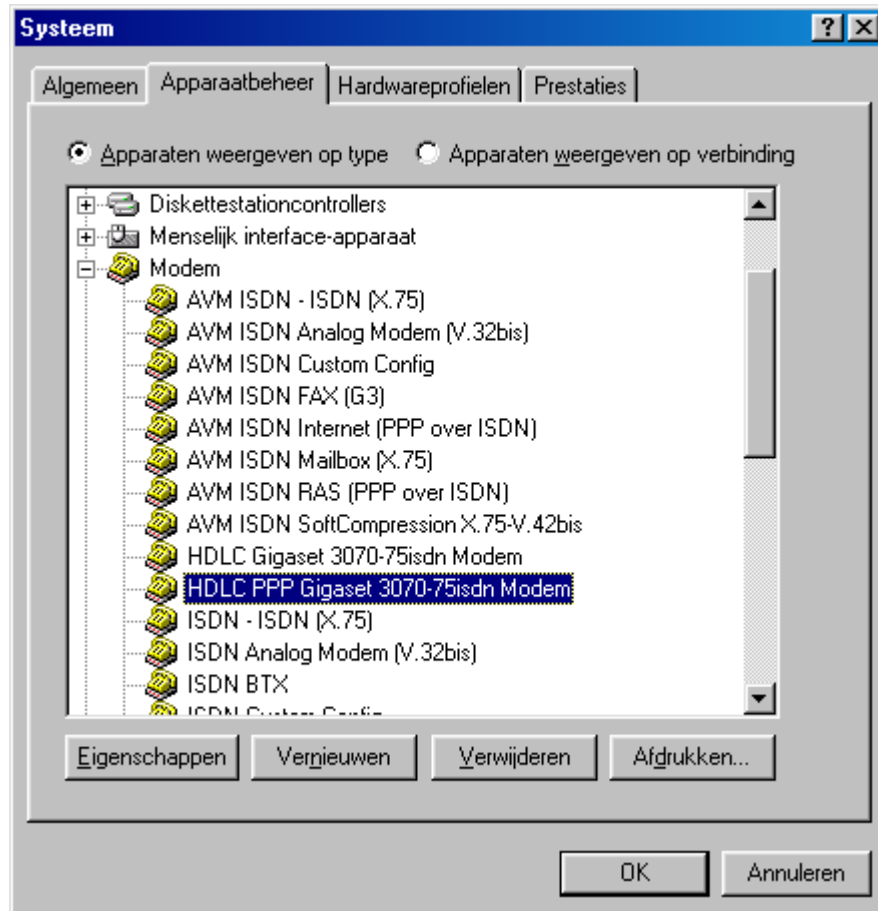 Systeem
Algemeen Apparaatbeheer Hardwareprofielen Prestaties
Apparaten weergeven op type Apparaten weergeven op verbinding
Diskettestationcontrollers
Menselijk interface-apparaat
Modem
AVM ISDN - ISDN (X.75)
AVM ISDN Analog Modem (V.32bis)
AVM ISDN Custom Config
AVM ISDN FAX (G3)
AVM ISDN Internet (PPP over ISDN)
AVM ISDN Mailbox (X.75)
AVM ISDN RAS (PPP over ISDN)
AVM ISDN SoftCompression X.75-V.42bis
HDLC Gigaset 3070-75isdn Modem
HDLC PPP Gigaset 3070-75isdn Modem
ISDN - ISDN (X.75)
ISDN Analog Modem (V.32bis)
ISDN BTX
ISDN Custom Config
Eigenschappen Vernieuwen Verwijderen Afdrukken...
OK Annuleren